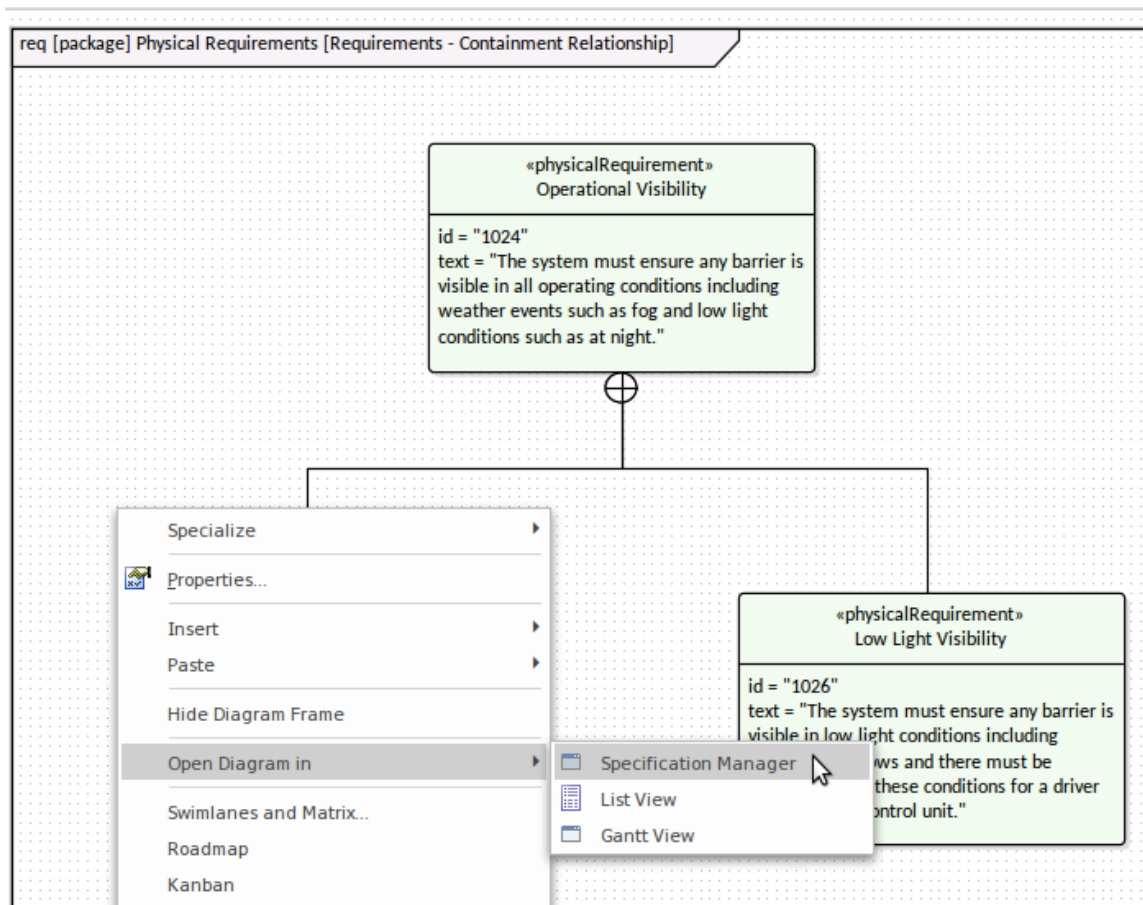 req [package] Physical Requirements [Requirements - Containment Relationship]
«physicalRequirement»
Operational Visibility
id = "1024"
text = "The system must ensure any barrier is
visible in all operating conditions including
weather events such as fog and low light
conditions such as at night."
Specialize
Properties...
Insert
Paste
Hide Diagram Frame
Open Diagram in
Swimlanes and Matrix...
Roadmap
Kanban
Specification Manager
List View
Gantt View
«physicalRequirement»
Low Light Visibility
id = "1026"
text = "The system must ensure any barrier is
visible in low light conditions including
and there must be
these conditions for a driver
unit."